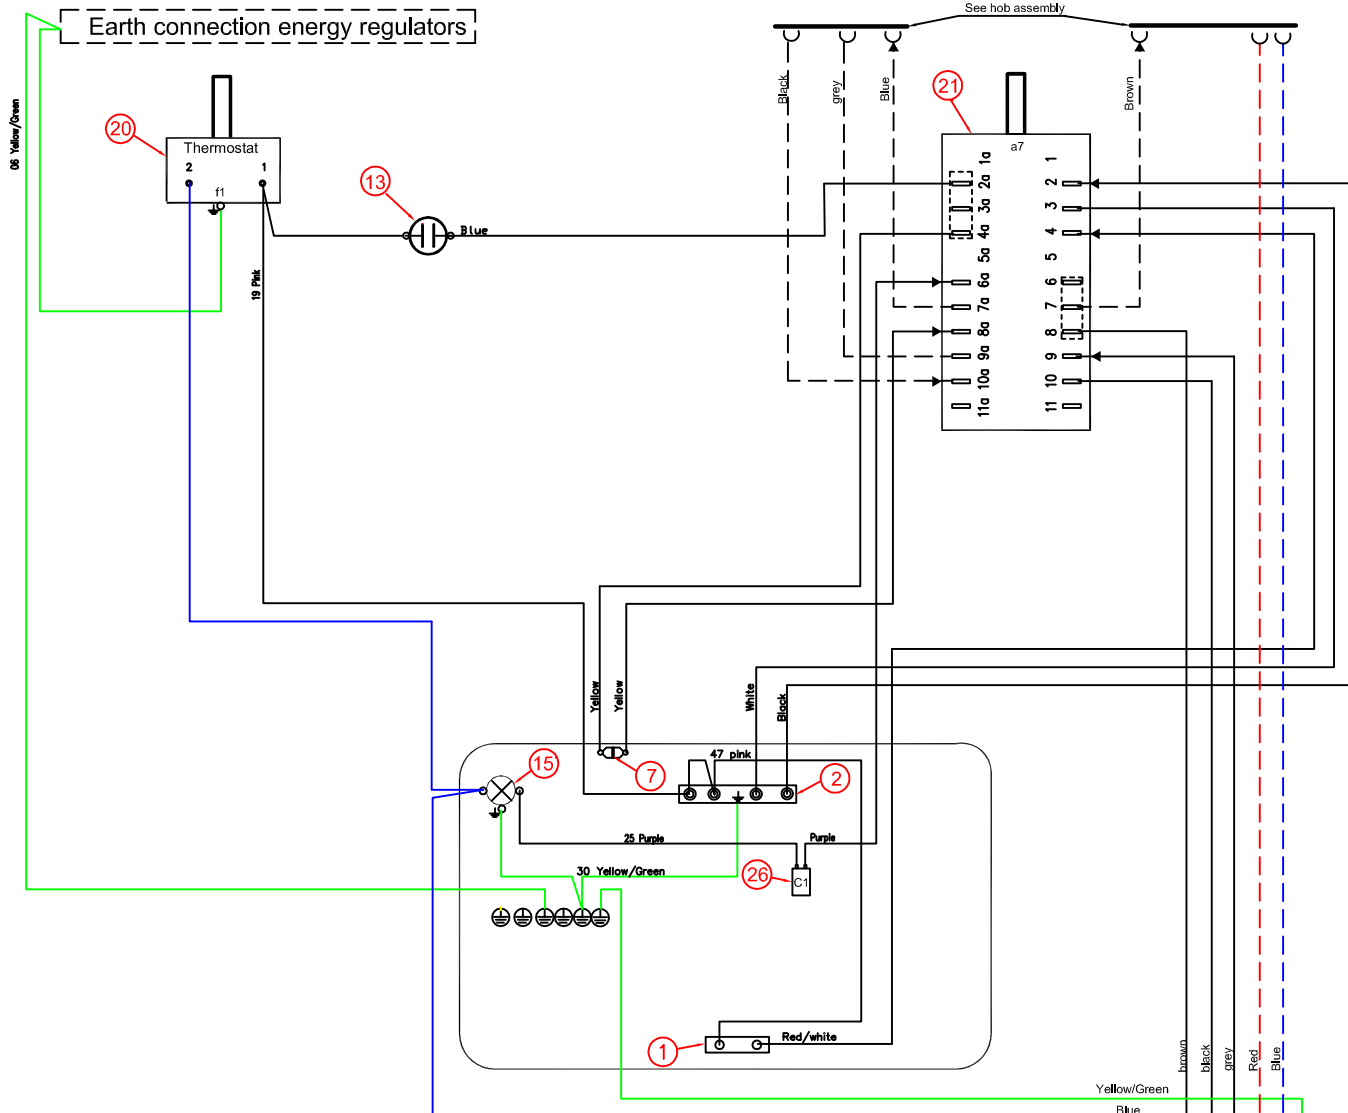 See hob assembly
Earth connection energy regulators
Black
grey
Blue
Brown
21
06 Yellow/Green
20
Thermostat
2
1
f1
13
Blue
19 Pink
a7
1a
1
2a
2
3a
3
4a
4
5a
5
6a
6
7a
7
8a
8
9a
9
10a
10
11a
11
Yellow
Yellow
White
Black
15
7
47 pink
2
25 Purple
Purple
30 Yellow/Green
26
C1
Red/white
1
brown
black
grey
Red
Blue
Yellow/Green
Blue